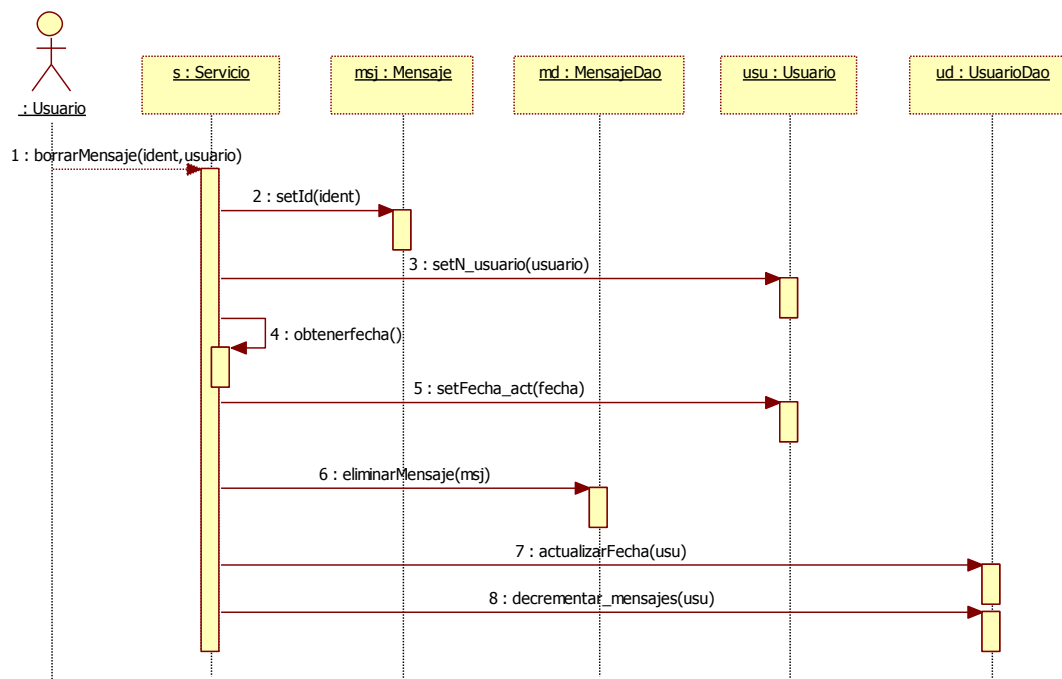 s : Servicio
msj : Mensaje
md : MensajeDao
usu : Usuario
ud : UsuarioDao
_ : Usuario
1 : borrarMensaje(ident,usuario)
2 : setId(ident)
3 : setN_usuario(usuario)
4 : obtenerfecha()
5 : setFecha_act(fecha)
6 : eliminarMensaje(msj)
7 : actualizarFecha(usu)
8 : decrementar_mensajes(usu)